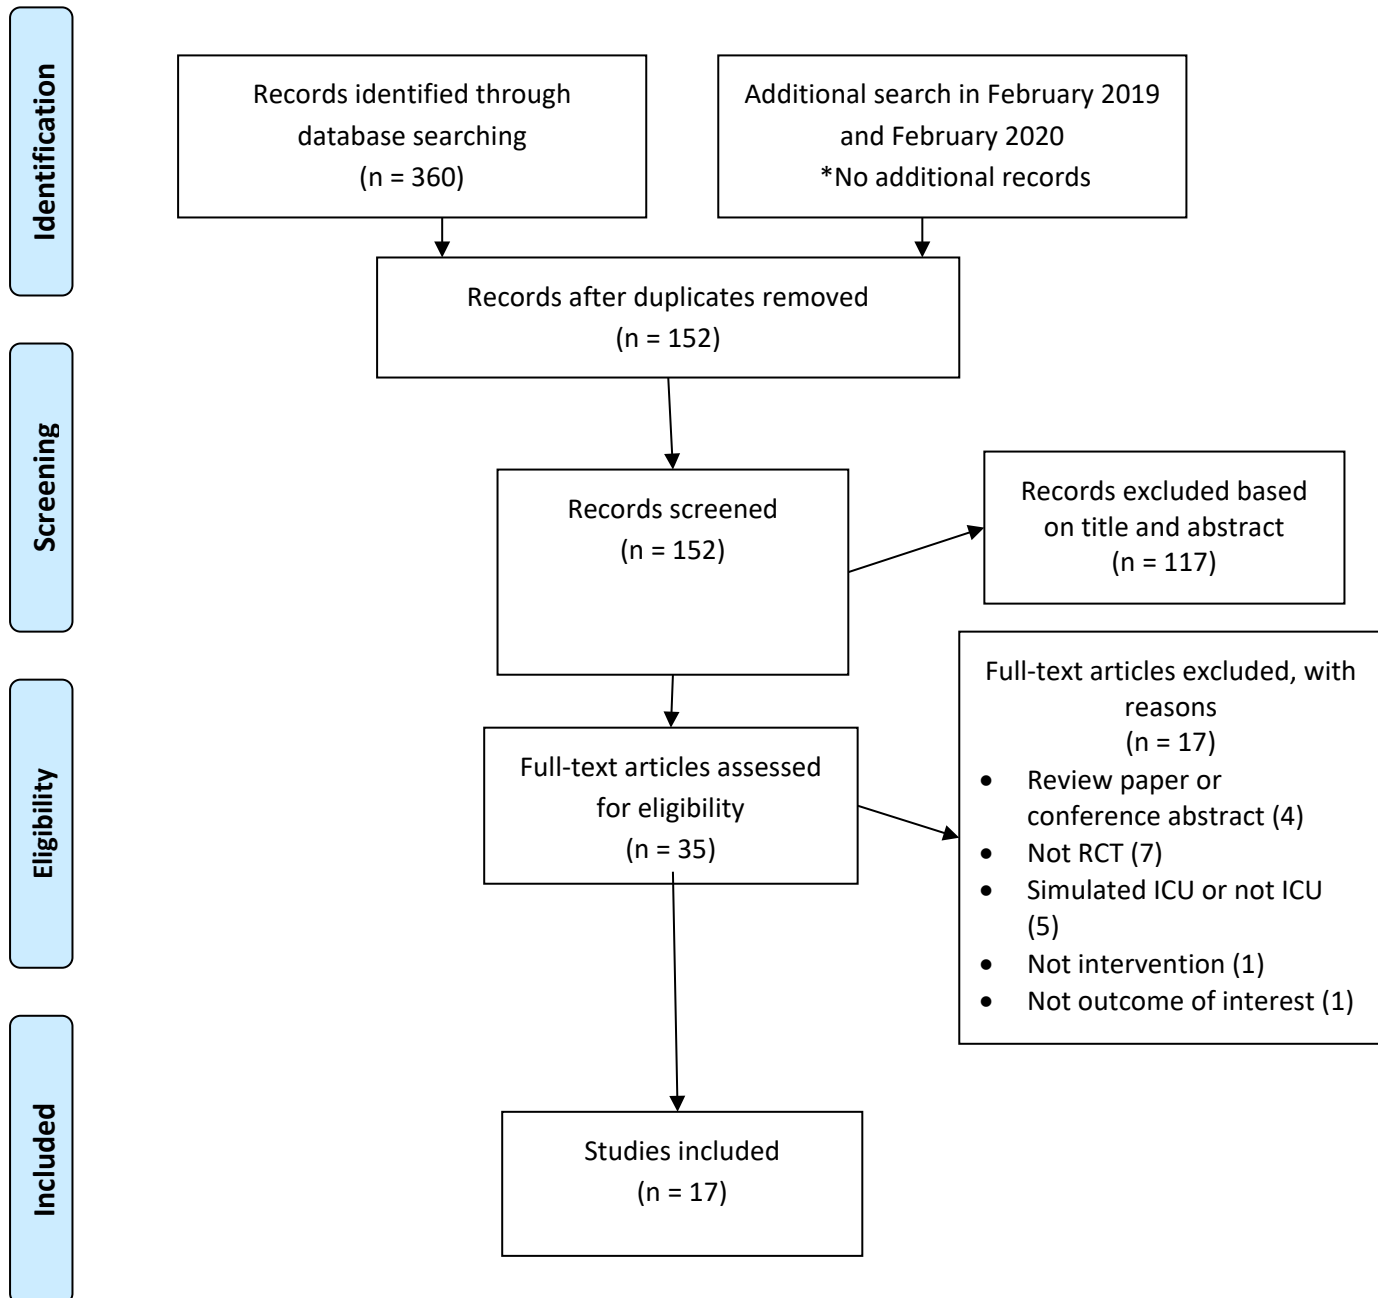 Identification
Records identified through
database searching
(n = 360)
Additional search in February 2019
and February 2020
*No additional records
Records after duplicates removed
(n = 152)
Screening
Records screened
(n = 152)
Records excluded based
on title and abstract
(n = 117)
Eligibility
Full-text articles assessed
for eligibility
(n = 35)
Full-text articles excluded, with
reasons
(n = 17)
• Review paper or
conference abstract (4)
• Not RCT (7)
• Simulated ICU or not ICU
(5)
• Not intervention (1)
• Not outcome of interest (1)
Included
Studies included
(n = 17)